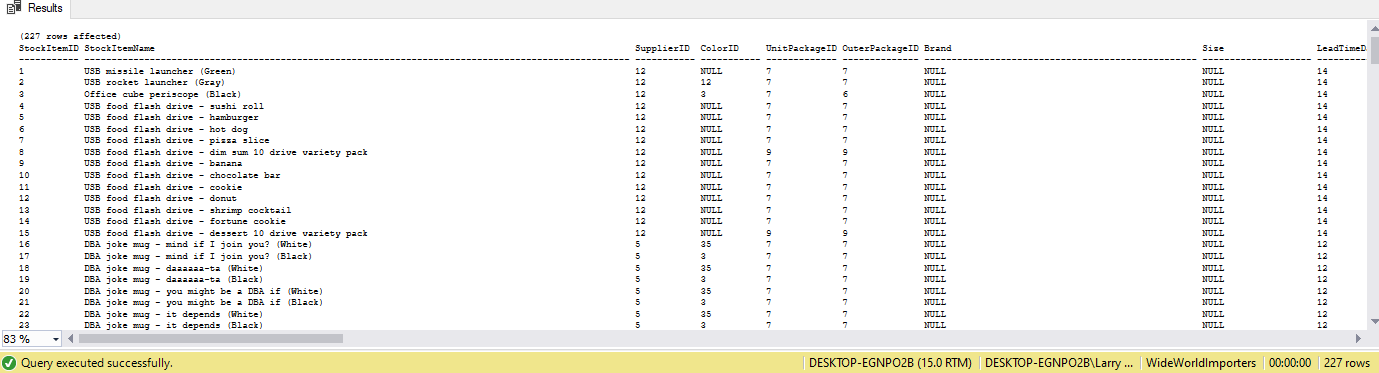 Results
(227 rows affected)
StockItemID StockItemName SupplierID ColorID UnitPackageID OuterPackageID Brand Size LeadTimeD
----------- ---------------------------------------------------------------------------------------------------- ----------- ----------- ------------- -------------- -------------------------------------------------- -------------------- ---------
1 USB missile launcher (Green) 12 NULL 7 7 NULL NULL 14
2 USB rocket launcher (Gray) 12 12 7 7 NULL NULL 14
3 Office cube periscope (Black) 12 3 7 6 NULL NULL 14
4 USB food flash drive - sushi roll 12 NULL 7 7 NULL NULL 14
5 USB food flash drive - hamburger 12 NULL 7 7 NULL NULL 14
6 USB food flash drive - hot dog 12 NULL 7 7 NULL NULL 14
7 USB food flash drive - pizza slice 12 NULL 7 7 NULL NULL 14
8 USB food flash drive - dim sum 10 drive variety pack 12 NULL 9 9 NULL NULL 14
9 USB food flash drive - banana 12 NULL 7 7 NULL NULL 14
10 USB food flash drive - chocolate bar 12 NULL 7 7 NULL NULL 14
11 USB food flash drive - cookie 12 NULL 7 7 NULL NULL 14
12 USB food flash drive - donut 12 NULL 7 7 NULL NULL 14
13 USB food flash drive - shrimp cocktail 12 NULL 7 7 NULL NULL 14
14 USB food flash drive - fortune cookie 12 NULL 7 7 NULL NULL 14
15 USB food flash drive - dessert 10 drive variety pack 12 NULL 9 9 NULL NULL 14
16 DBA joke mug - mind if I join you? (White) 5 35 7 7 NULL NULL 12
17 DBA joke mug - mind if I join you? (Black) 5 3 7 7 NULL NULL 12
18 DBA joke mug - daaaaaa-ta (White) 5 35 7 7 NULL NULL 12
19 DBA joke mug - daaaaaa-ta (Black) 5 3 7 7 NULL NULL 12
20 DBA joke mug - you might be a DBA if (White) 5 35 7 7 NULL NULL 12
21 DBA joke mug - you might be a DBA if (Black) 5 3 7 7 NULL NULL 12
22 DBA joke mug - it depends (White) 5 35 7 7 NULL NULL 12
23 DBA joke mug - it depends (Black) 5 3 7 7 NULL NULL 12
83 %
Query executed successfully. DESKTOP-EGNPO2B (15.0 RTM) DESKTOP-EGNPO2B\Larry ... WideWorldImporters 00:00:00 227 rows